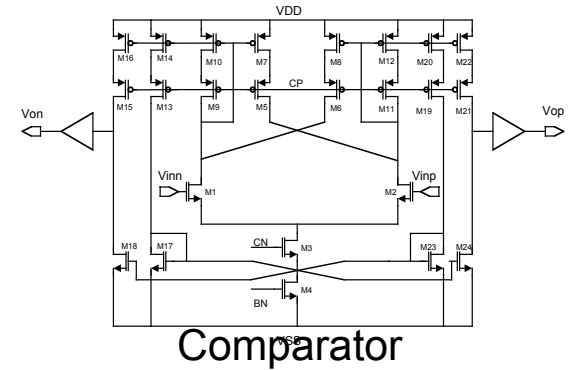 VDD
M16 M14 M10 M7 M8 M12 M20 M22
CP
M15 M13 M9 M5 M6 M11 M19 M21
Von Vop
Vinn Vinp
M1 M2
CN M3
M18 M17 M23 M24
M4
BN
VSS
Comparator